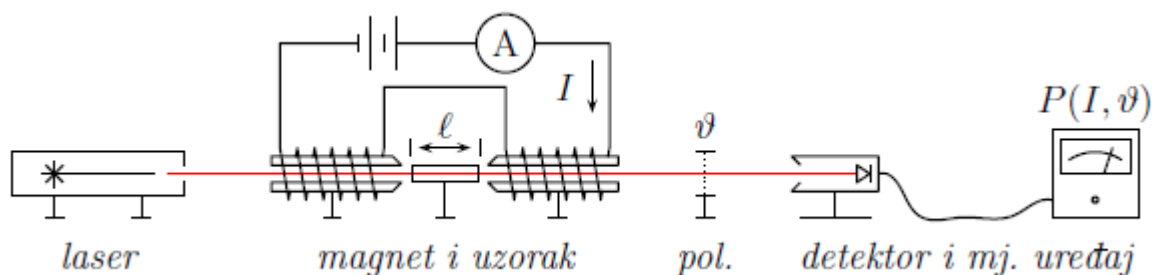 A
I
ℓ
ϑ
P(I, ϑ)
laser
magnet i uzorak
pol.
detektor i mj. uređaj